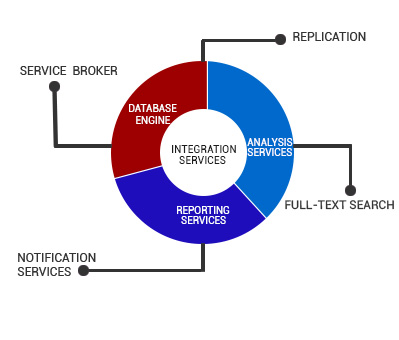 REPLICATION
SERVICE BROKER
DATABASE
ENGINE
INTEGRATION
SERVICES
ANALYSIS
SERVICES
FULL-TEXT SEARCH
REPORTING
SERVICES
NOTIFICATION
SERVICES